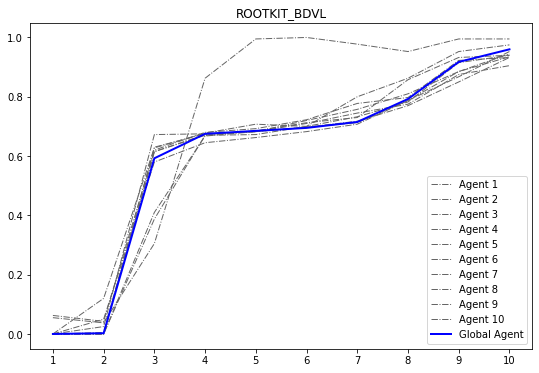 ROOTKIT_BDVL
1.0
0.8
0.6
0.4
0.2
0.0
Agent 1
Agent 2
Agent 3
Agent 4
Agent 5
Agent 6
Agent 7
Agent 8
Agent 9
Agent 10
Global Agent
1 2 3 4 5 6 7 8 9 10